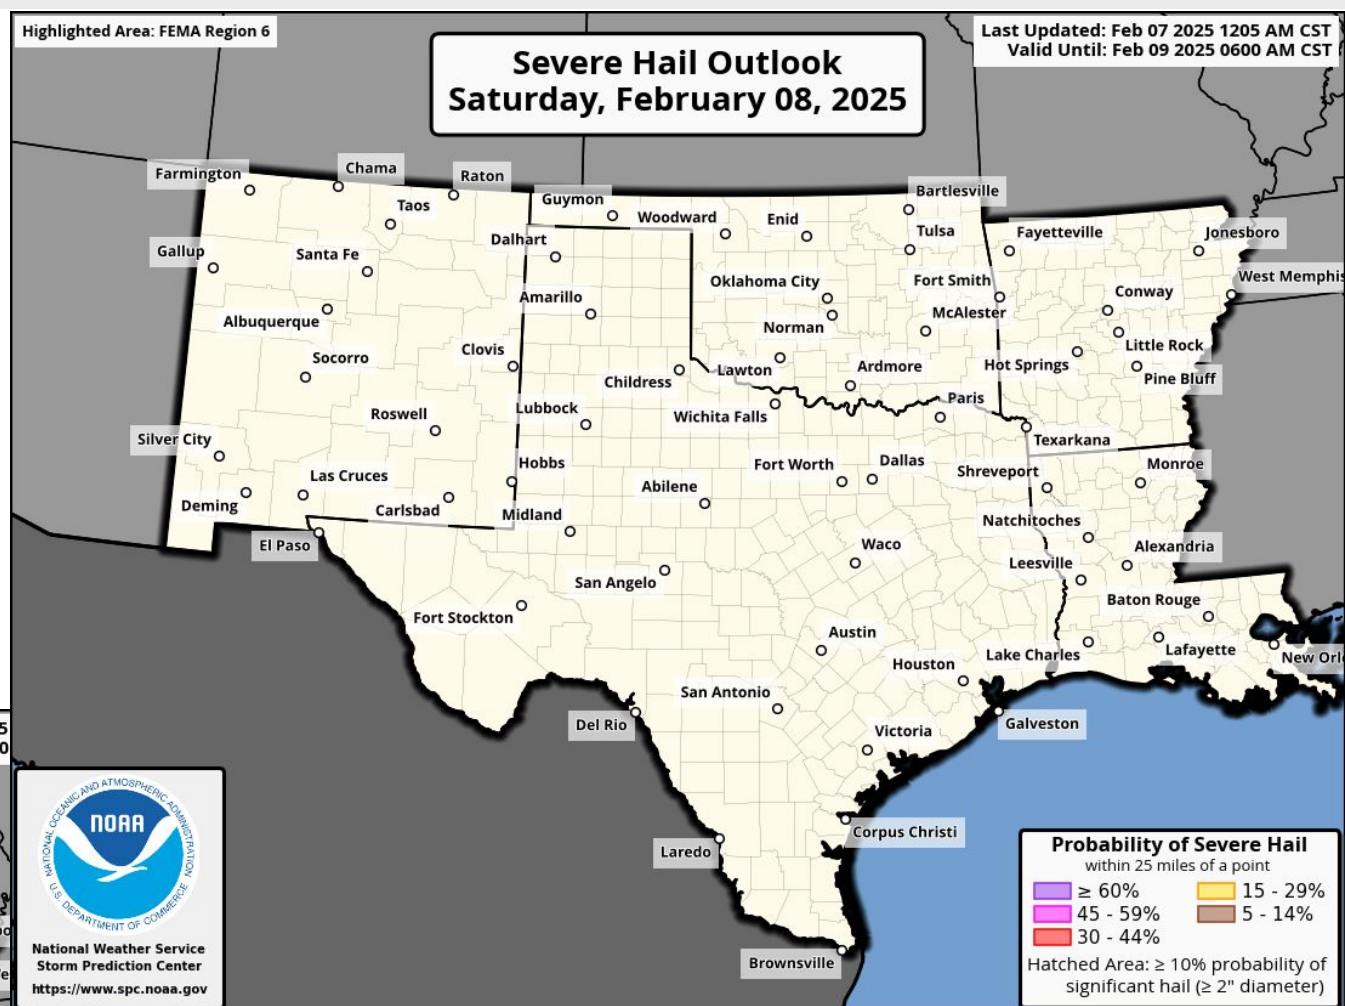 Highlighted Area: FEMA Region 6
Last Updated: Feb 07 2025 1205 AM CST
Valid Until: Feb 09 2025 0600 AM CST
Severe Hail Outlook
Saturday, February 08, 2025
Farmington
Chama
Raton
Guymon
Bartlesville
Taos
Woodward
Enid
Tulsa
Fayetteville
Jonesboro
Gallup
Santa Fe
Dalhart
Oklahoma City
Fort Smith
West Memphis
Amarillo
Conway
Albuquerque
Norman
McAlester
Little Rock
Socorro
Clovis
Childress
Lawton
Ardmore
Hot Springs
Pine Bluff
Roswell
Lubbock
Wichita Falls
Paris
Silver City
Texarkana
Las Cruces
Hobbs
Abilene
Fort Worth
Dallas
Shreveport
Monroe
Deming
Carlsbad
Midland
Natchitoches
El Paso
Waco
Alexandria
San Angelo
Leesville
Fort Stockton
Baton Rouge
Austin
Houston
Lake Charles
Lafayette
New Orl
San Antonio
Del Rio
Victoria
Galveston
Corpus Christi
Laredo
Brownsville
NATIONAL OCEANIC AND ATMOSPHERIC ADMINISTRATION
NOAA
U.S. DEPARTMENT OF COMMERCE
National Weather Service
Storm Prediction Center
https://www.spc.noaa.gov
Probability of Severe Hail
within 25 miles of a point
≥ 60%
15 - 29%
45 - 59%
5 - 14%
30 - 44%
Hatched Area: ≥ 10% probability of
significant hail (≥ 2" diameter)